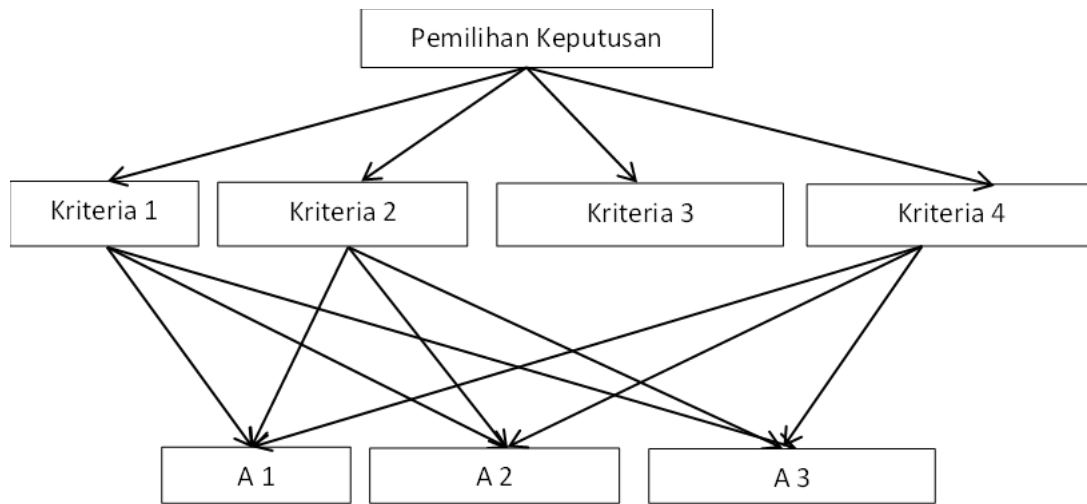 Pemilihan Keputusan
Kriteria 1
Kriteria 2
Kriteria 3
Kriteria 4
A 1
A 2
A 3